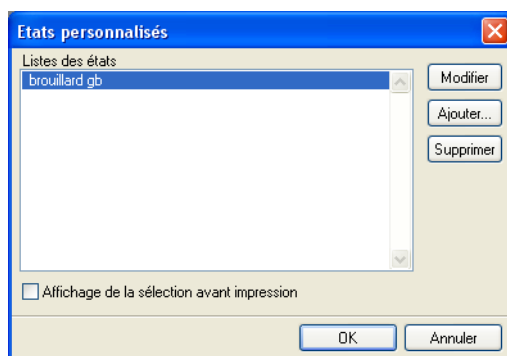 Etats personnalisés
Listes des états
brouillard gb
Modifier
Ajouter...
Supprimer
Affichage de la sélection avant impression
OK
Annuler